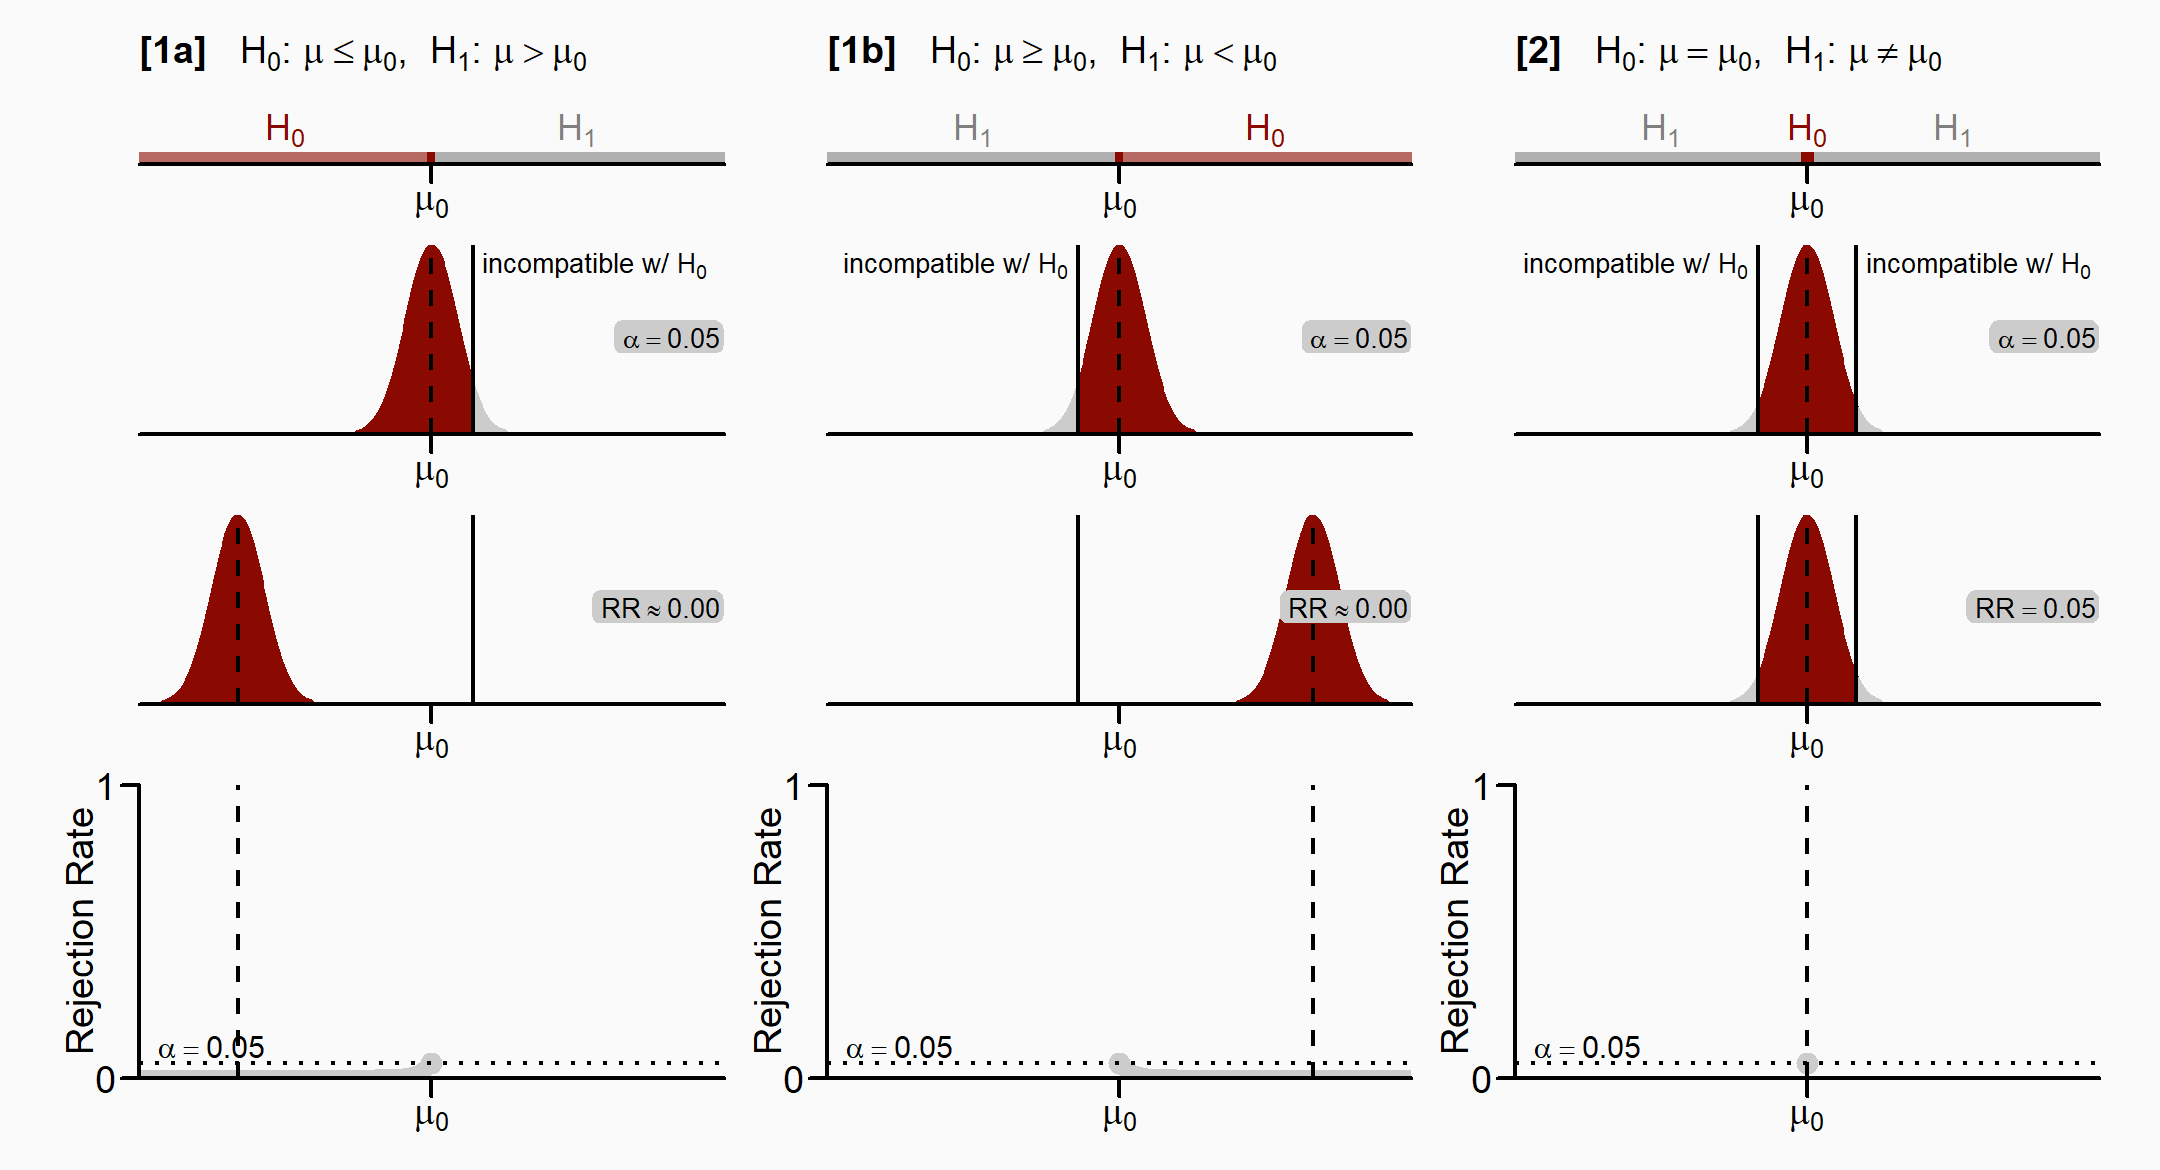 [1a] H₀: μ ≤ μ₀, H₁: μ > μ₀
H₀ H₁
μ₀
incompatible w/ H₀
α = 0.05
μ₀
RR ≈ 0.00
μ₀
1
Rejection Rate
α = 0.05
0
μ₀
[1b] H₀: μ ≥ μ₀, H₁: μ < μ₀
H₁ H₀
μ₀
incompatible w/ H₀
α = 0.05
μ₀
RR ≈ 0.00
μ₀
1
Rejection Rate
α = 0.05
0
μ₀
[2] H₀: μ = μ₀, H₁: μ ≠ μ₀
H₁ H₀ H₁
μ₀
incompatible w/ H₀ incompatible w/ H₀
α = 0.05
μ₀
RR = 0.05
μ₀
1
Rejection Rate
α = 0.05
0
μ₀